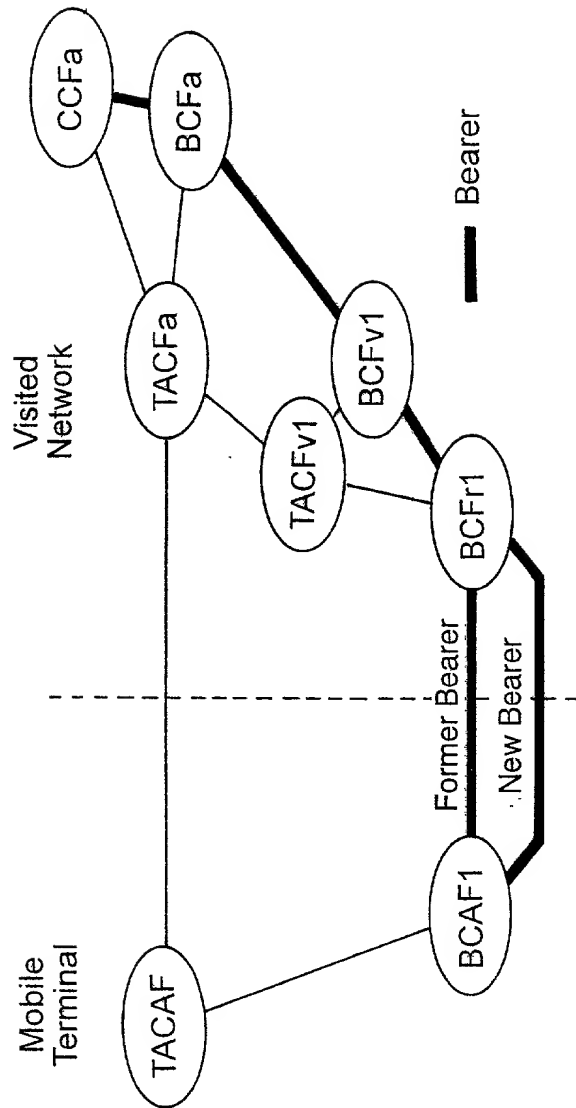 Mobile
Terminal
Visited
Network
TACAF
TACFa
CCFa
BCFa
TACFv1
BCFv1
BCAF1
Former Bearer
BCFr1
New Bearer
Bearer